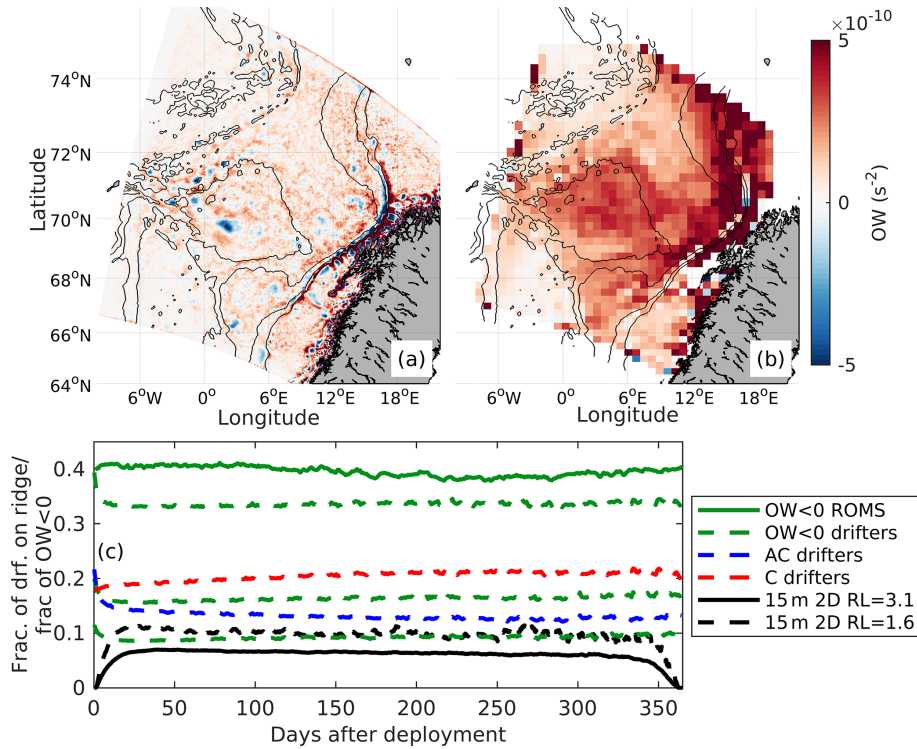 ×10⁻¹⁰
5
74°N
72°N
70°N
68°N
66°N
64°N
Latitude
0
OW (s⁻²)
-5
(a)
(b)
6°W 0° 6°E 12°E 18°E
6°W 0° 6°E 12°E 18°E
Longitude
Longitude
0.4
0.3
0.2
0.1
0
Frac. of drf. on ridge/
frac of OW<0
(c)
OW<0 ROMS
OW<0 drifters
AC drifters
C drifters
15m 2D RL=3.1
15m 2D RL=1.6
0 50 100 150 200 250 300 350
Days after deployment